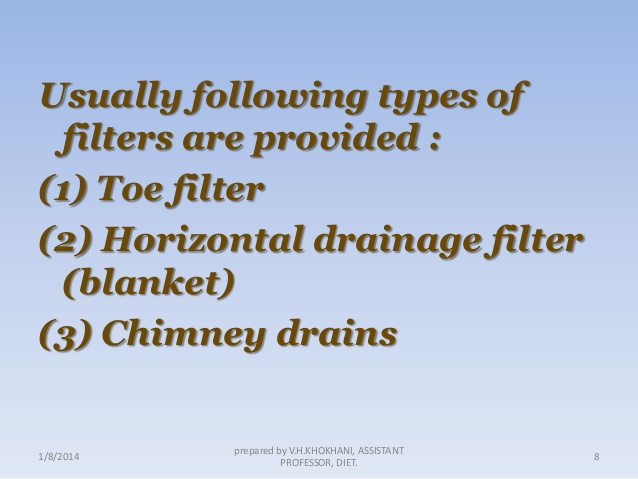 Usually following types of
filters are provided :
(1) Toe filter
(2) Horizontal drainage filter
(blanket)
(3) Chimney drains
1/8/2014
prepared by V.H.KHOKHANI, ASSISTANT
PROFESSOR, DIET.
8